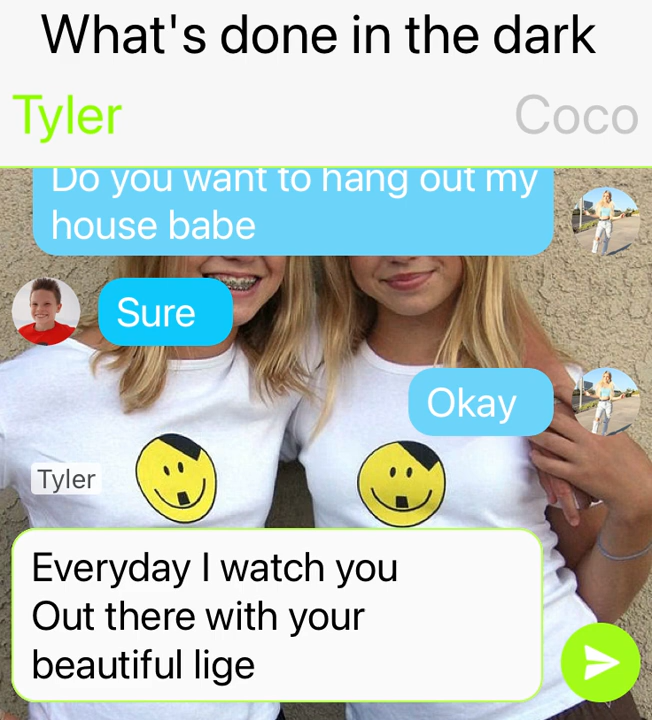 What's done in the dark
Tyler
Coco
Do you want to hang out my
house babe
Sure
Okay
Tyler
Everyday I watch you
Out there with your
beautiful lige